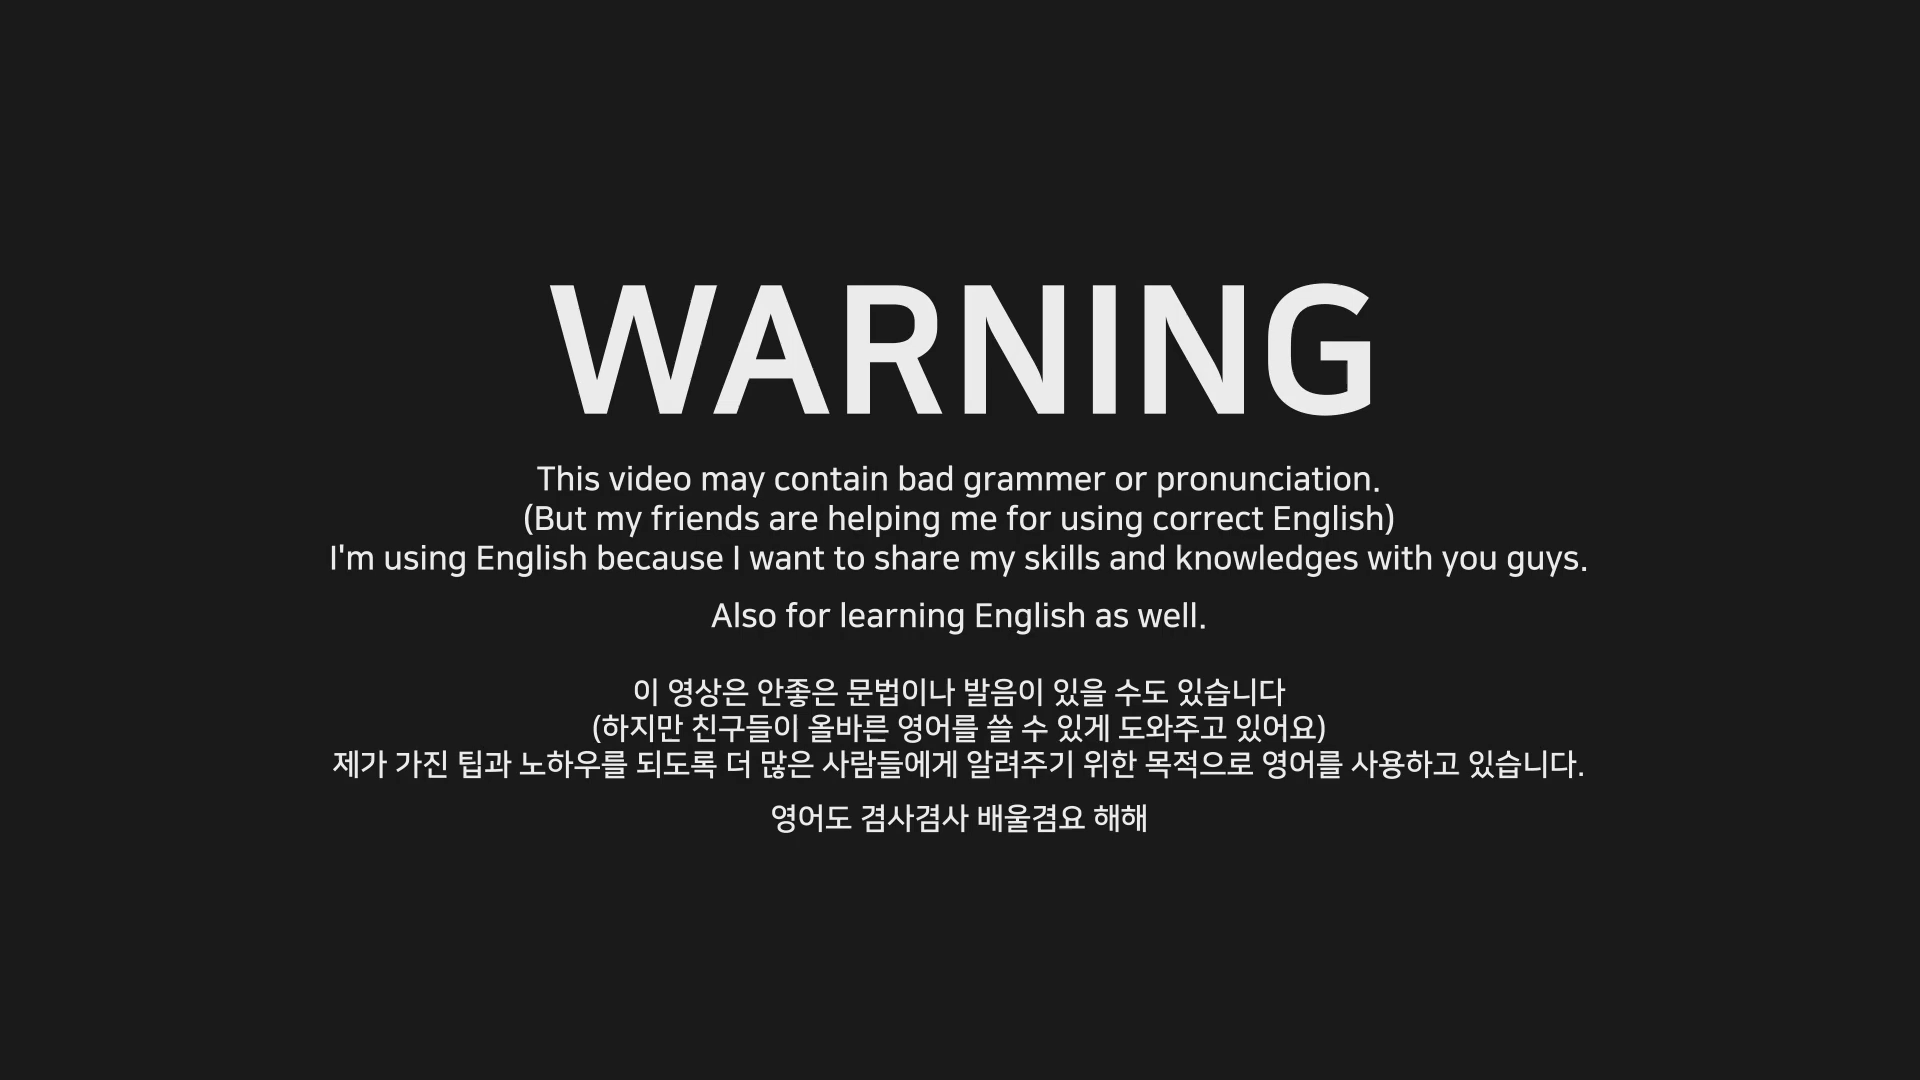 WARNING
This video may contain bad grammer or pronunciation.
(But my friends are helping me for using correct English)
I'm using English because I want to share my skills and knowledges with you guys.
Also for learning English as well.
이 영상은 안좋은 문법이나 발음이 있을 수도 있습니다
(하지만 친구들이 올바른 영어를 쓸 수 있게 도와주고 있어요)
제가 가진 팁과 노하우를 되도록 더 많은 사람들에게 알려주기 위한 목적으로 영어를 사용하고 있습니다.
영어도 겸사겸사 배울겸요 해해